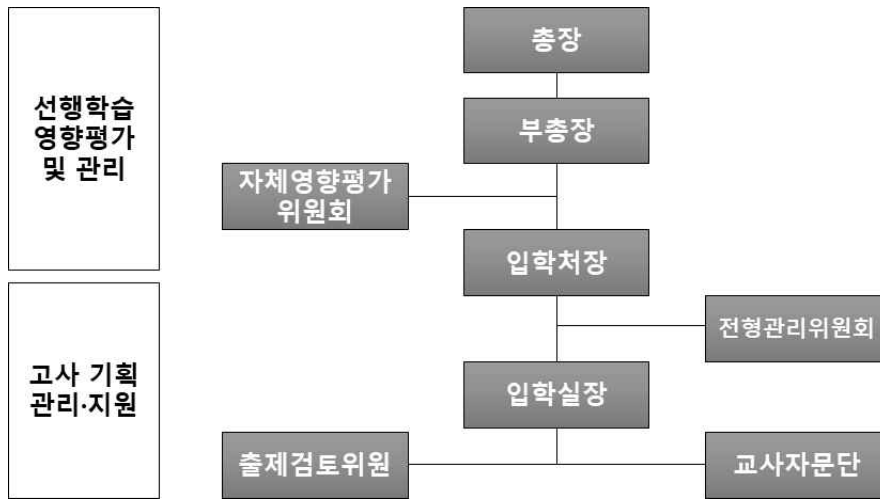 총장
선행학습
영향평가
및 관리
부총장
자체영향평가
위원회
입학처장
전형관리위원회
고사 기획
관리·지원
입학실장
출제검토위원
교사자문단